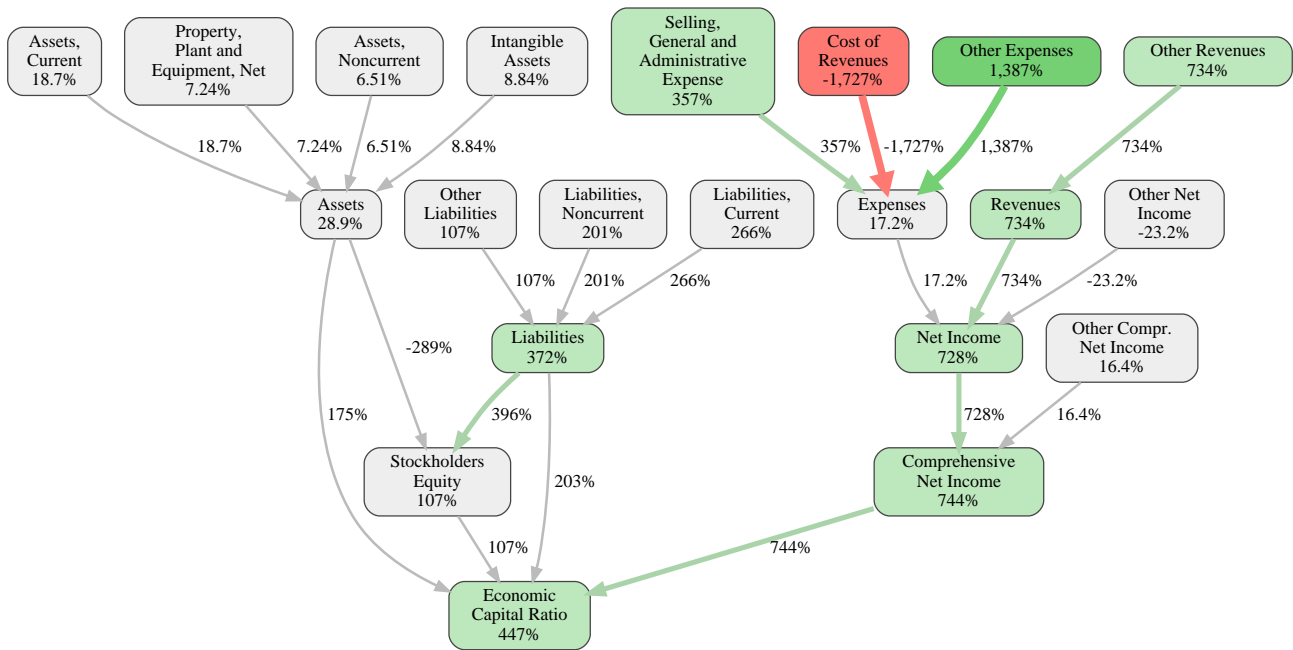 Assets,
Current
18.7%
Property,
Plant and
Equipment, Net
7.24%
Assets,
Noncurrent
6.51%
Intangible
Assets
8.84%
Selling,
General and
Administrative
Expense
357%
Cost of
Revenues
-1,727%
Other Expenses
1,387%
Other Revenues
734%
18.7%
7.24%
6.51%
8.84%
357%
-1,727%
1,387%
734%
Assets
28.9%
Other
Liabilities
107%
Liabilities,
Noncurrent
201%
Liabilities,
Current
266%
Expenses
17.2%
Revenues
734%
Other Net
Income
-23.2%
107%
201%
266%
17.2%
734%
-23.2%
Liabilities
372%
Net Income
728%
Other Compr.
Net Income
16.4%
-289%
175%
396%
728%
16.4%
Stockholders
Equity
107%
203%
Comprehensive
Net Income
744%
107%
744%
Economic
Capital Ratio
447%